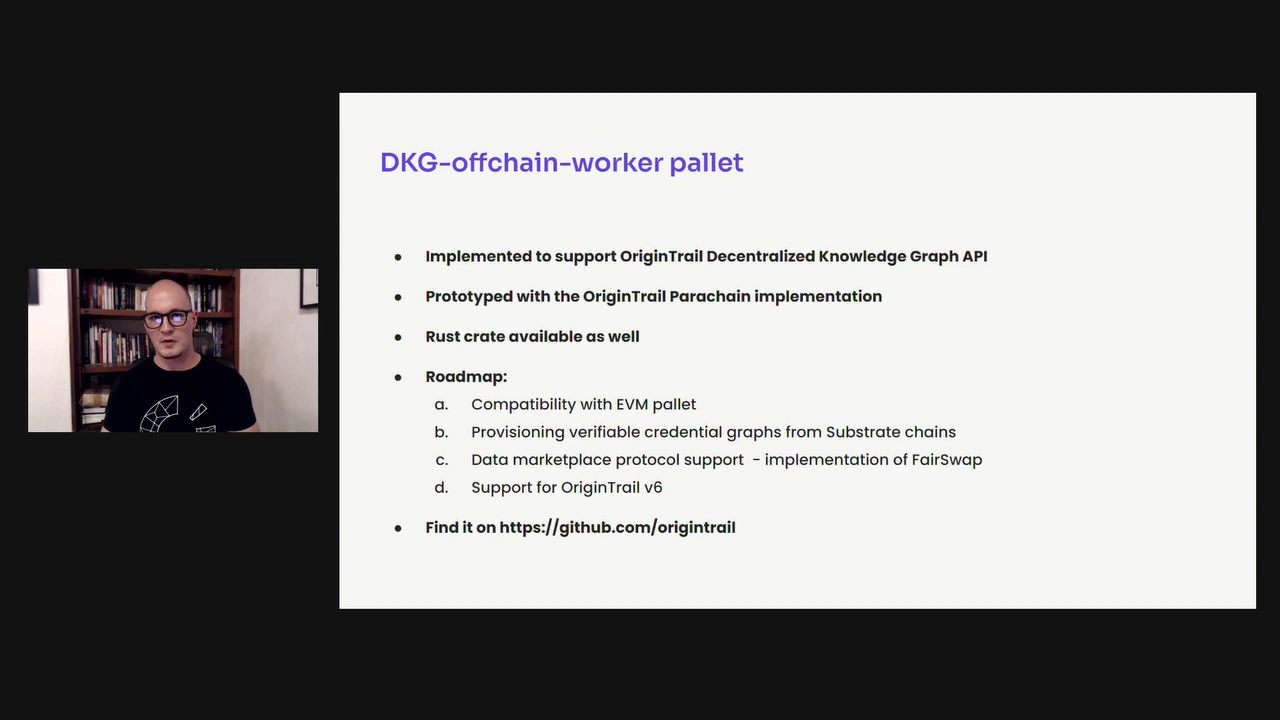 DKG-offchain-worker pallet
● Implemented to support OriginTrail Decentralized Knowledge Graph API
● Prototyped with the OriginTrail Parachain implementation
● Rust crate available as well
● Roadmap:
a. Compatibility with EVM pallet
b. Provisioning verifiable credential graphs from Substrate chains
c. Data marketplace protocol support - implementation of FairSwap
d. Support for OriginTrail v6
● Find it on https://github.com/origintrail